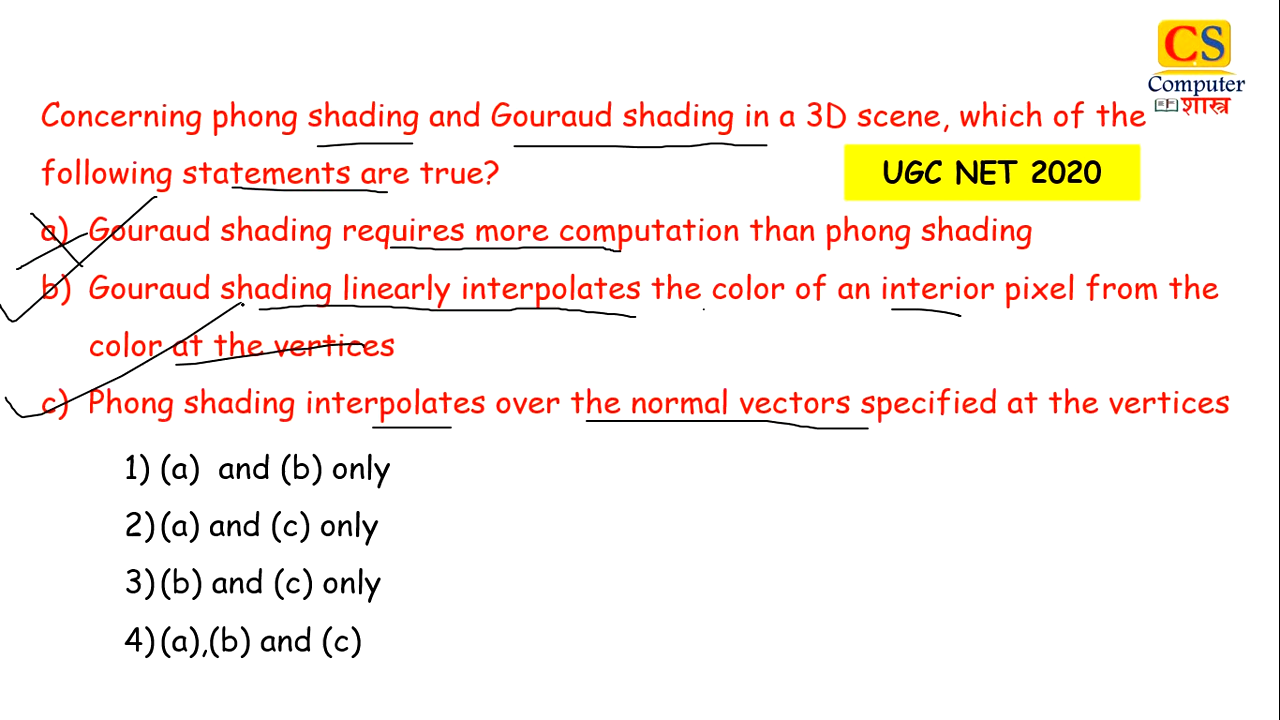 CS
Computer
शास्त्र
Concerning phong shading and Gouraud shading in a 3D scene, which of the
following statements are true?
UGC NET 2020
a) Gouraud shading requires more computation than phong shading
b) Gouraud shading linearly interpolates the color of an interior pixel from the
color at the vertices
c) Phong shading interpolates over the normal vectors specified at the vertices
1) (a) and (b) only
2) (a) and (c) only
3) (b) and (c) only
4) (a),(b) and (c)